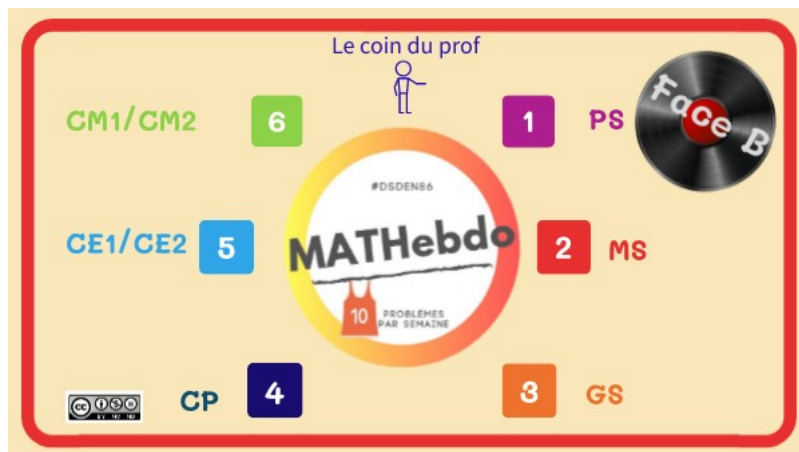 Le coin du prof
CM1/CM2
6
1
PS
Face B
#DSDEN86
CE1/CE2
5
MATHebdo
2
MS
10
PROBLÈMES
PAR SEMAINE
CP
4
3
GS
cc